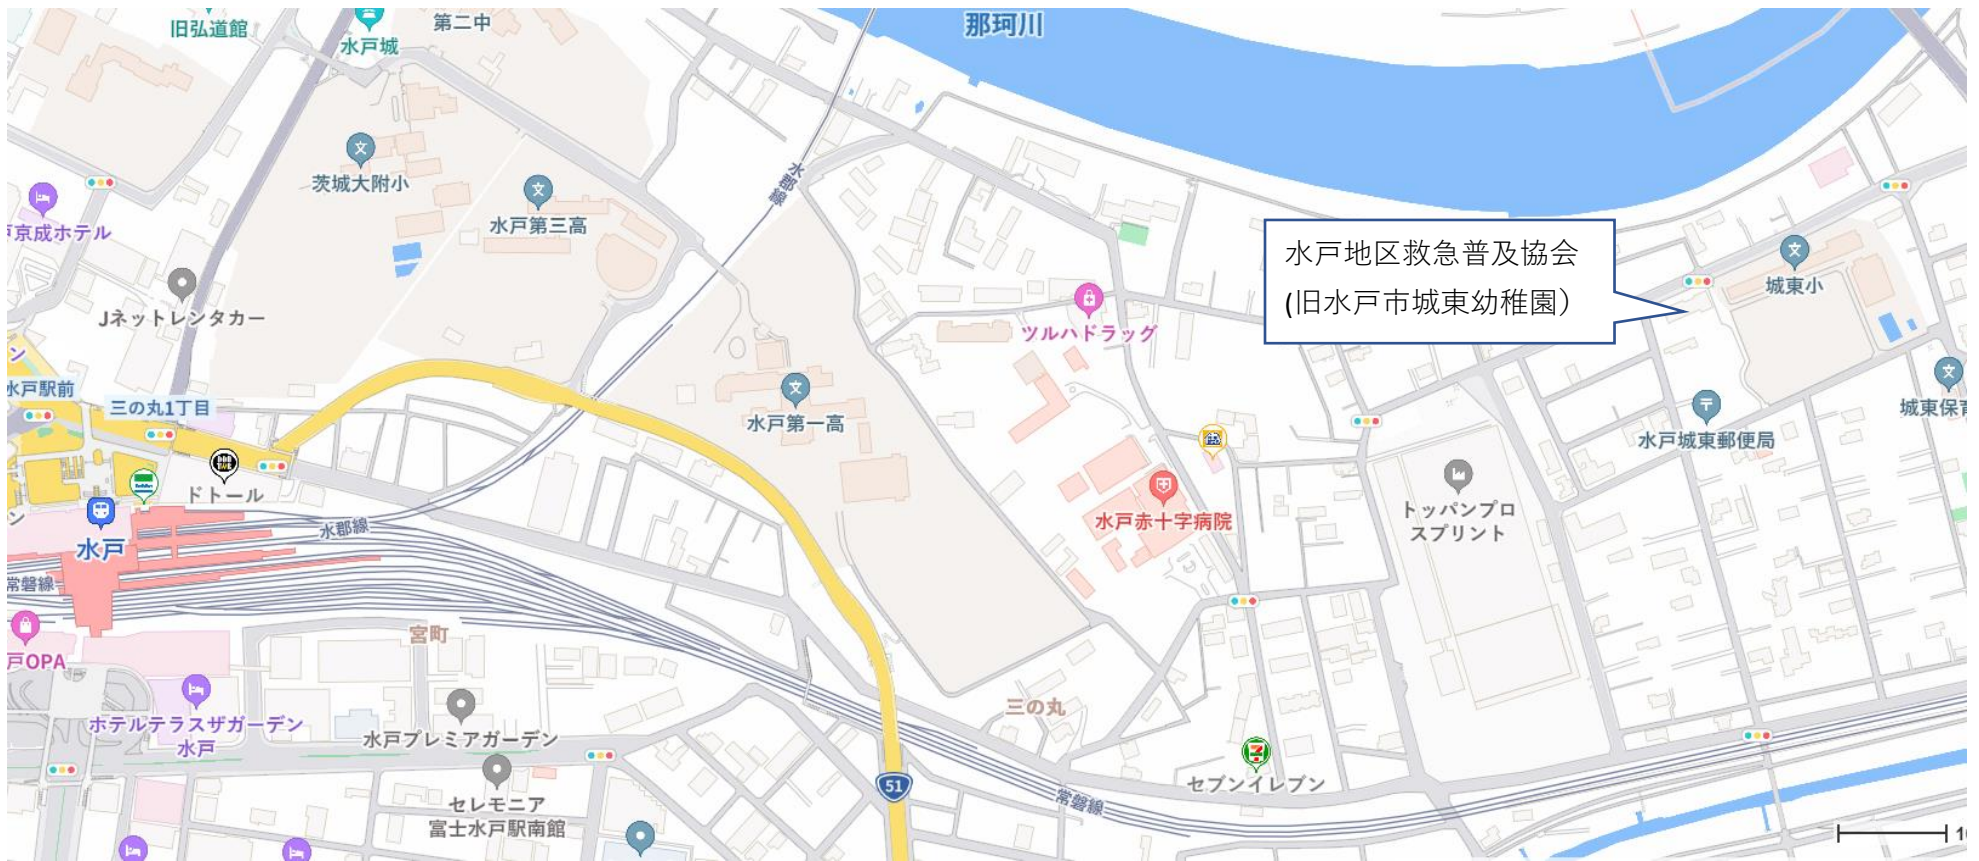 旧弘道館
水戸城
第二中
那珂川
茨城大附小
水戸第三高
水郡線
京成ホテル
Jネットレンタカー
水戸地区救急普及協会
(旧水戸市城東幼稚園）
城東小
ツルハドラッグ
ン
水戸駅前
三の丸1丁目
水戸第一高
水戸城東郵便局
城東保育
ドトール
トッパンプロ
スプリント
水戸赤十字病院
ン
水戸
水郡線
常磐線
宮町
戸OPA
三の丸
ホテルテラスザガーデン
水戸
水戸プレミアガーデン
セレモニア
富士水戸駅南館
51
セブンイレブン
常磐線